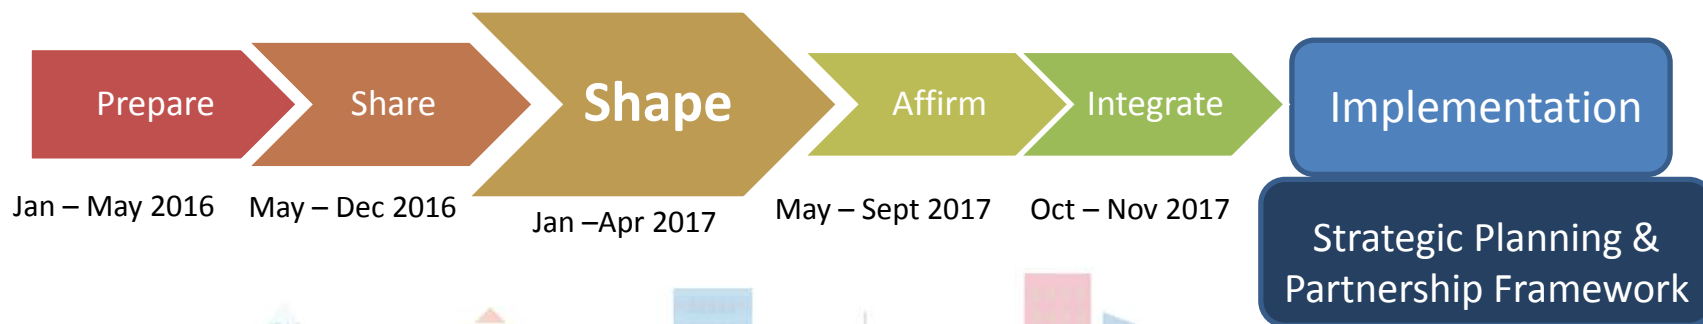 Prepare
Share
Shape
Affirm
Integrate
Implementation
Jan – May 2016
May – Dec 2016
Jan –Apr 2017
May – Sept 2017
Oct – Nov 2017
Strategic Planning &
Partnership Framework